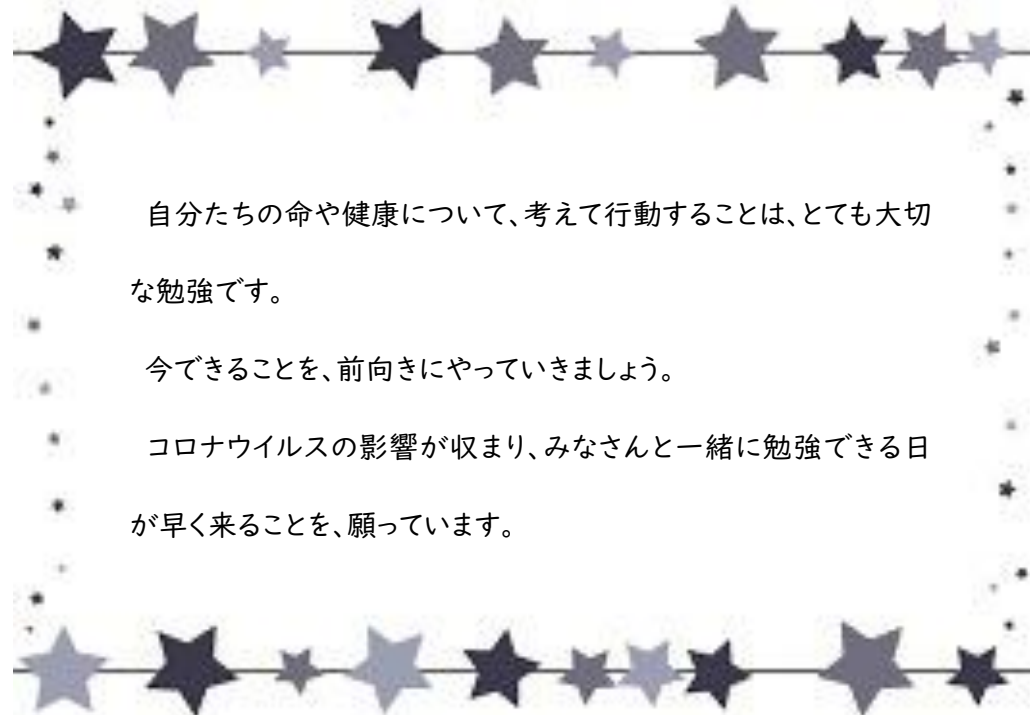 自分たちの命や健康について、考えて行動することは、とても大切
な勉強です。
　今できることを、前向きにやっていきましょう。
　コロナウイルスの影響が収まり、みなさんと一緒に勉強できる日
が早く来ることを、願っています。